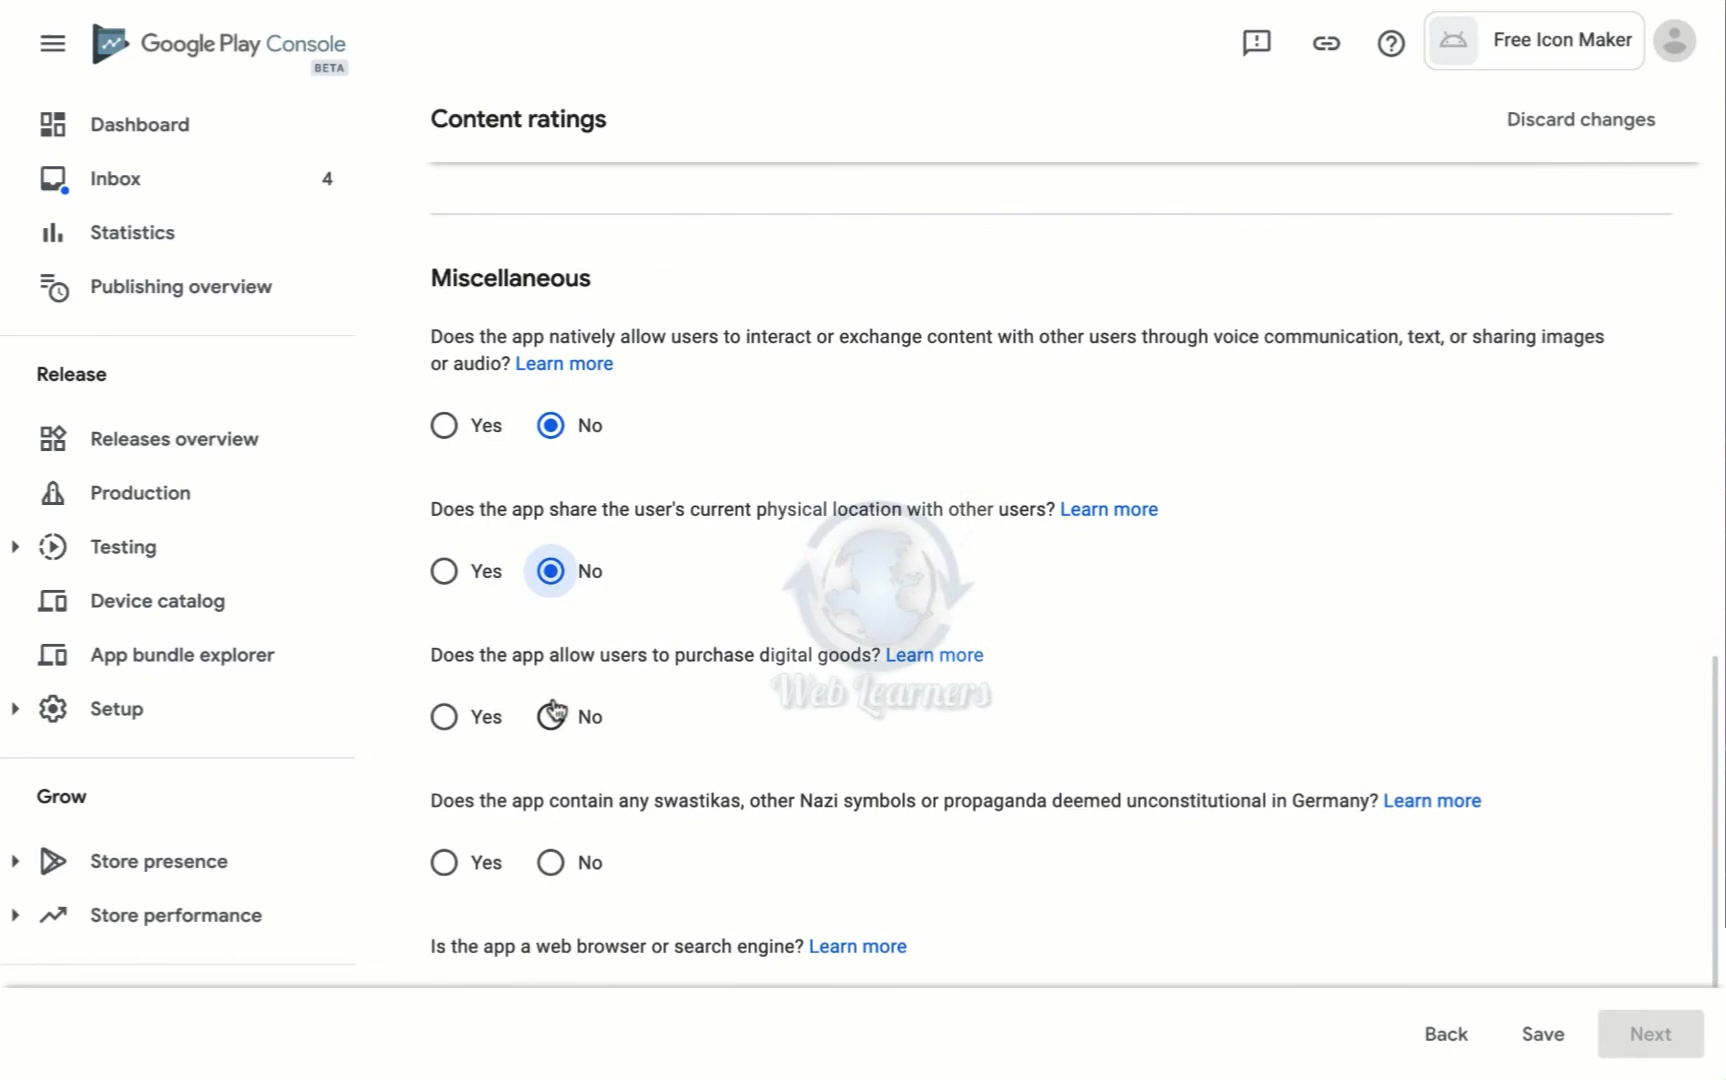 Google Play Console
BETA
Free Icon Maker
Dashboard
Inbox 4
Statistics
Publishing overview
Release
Releases overview
Production
Testing
Device catalog
App bundle explorer
Setup
Grow
Store presence
Store performance
Content ratings
Discard changes
Miscellaneous
Does the app natively allow users to interact or exchange content with other users through voice communication, text, or sharing images
or audio? Learn more
Yes No
Does the app share the user's current physical location with other users? Learn more
Yes No
Does the app allow users to purchase digital goods? Learn more
Web Learners
Yes No
Does the app contain any swastikas, other Nazi symbols or propaganda deemed unconstitutional in Germany? Learn more
Yes No
Is the app a web browser or search engine? Learn more
Back Save Next